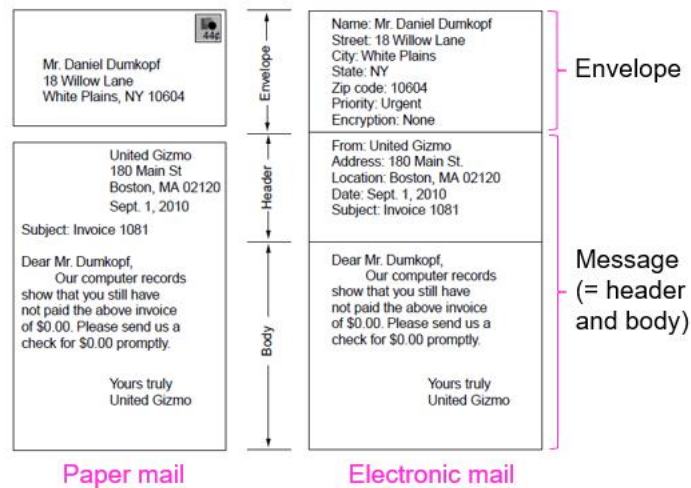 44¢
Mr. Daniel Dumkopf
18 Willow Lane
White Plains, NY 10604
United Gizmo
180 Main St
Boston, MA 02120
Sept. 1, 2010
Subject: Invoice 1081
Dear Mr. Dumkopf,
Our computer records
show that you still have
not paid the above invoice
of $0.00. Please send us a
check for $0.00 promptly.
Yours truly
United Gizmo
Paper mail
Envelope
Header
Body
Name: Mr. Daniel Dumkopf
Street: 18 Willow Lane
City: White Plains
State: NY
Zip code: 10604
Priority: Urgent
Encryption: None
From: United Gizmo
Address: 180 Main St.
Location: Boston, MA 02120
Date: Sept. 1, 2010
Subject: Invoice 1081
Dear Mr. Dumkopf,
Our computer records
show that you still have
not paid the above invoice
of $0.00. Please send us a
check for $0.00 promptly.
Yours truly
United Gizmo
Electronic mail
Envelope
Message
(= header
and body)